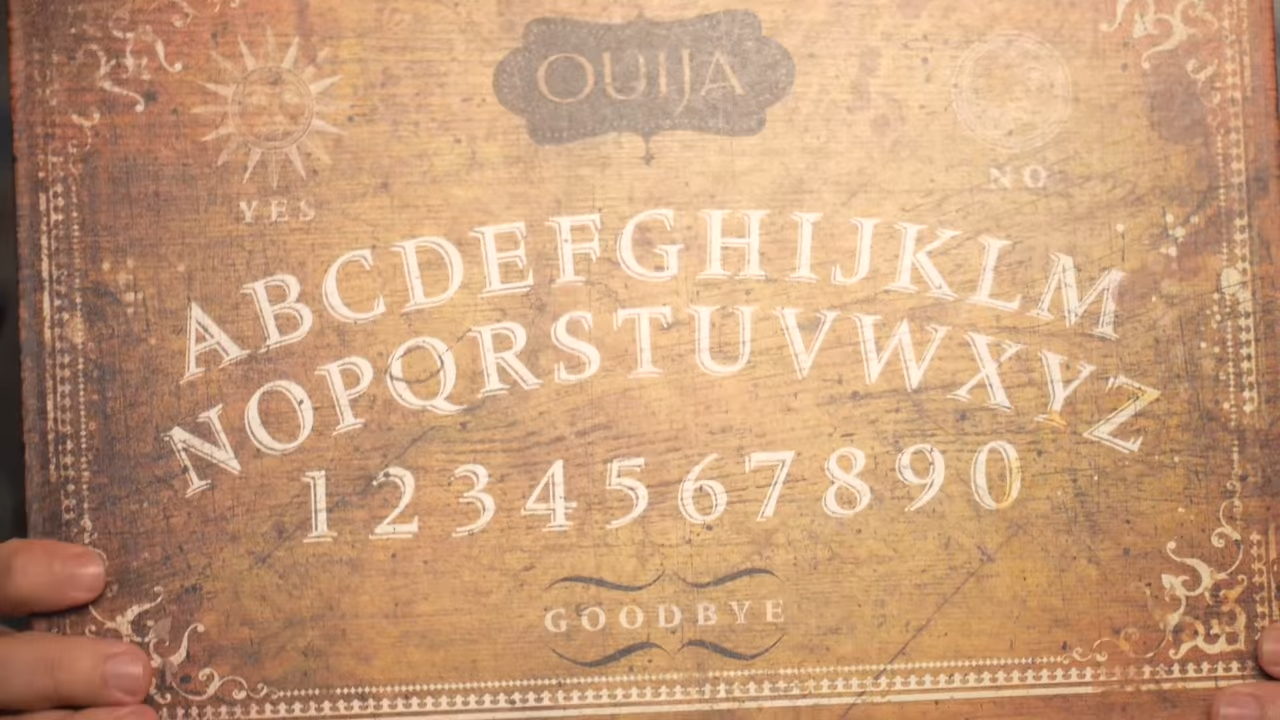 OUIJA
YES
NO
ABCDEFGHIJKLM
NOPQRSTUVWXYZ
1234567890
GOODBYE